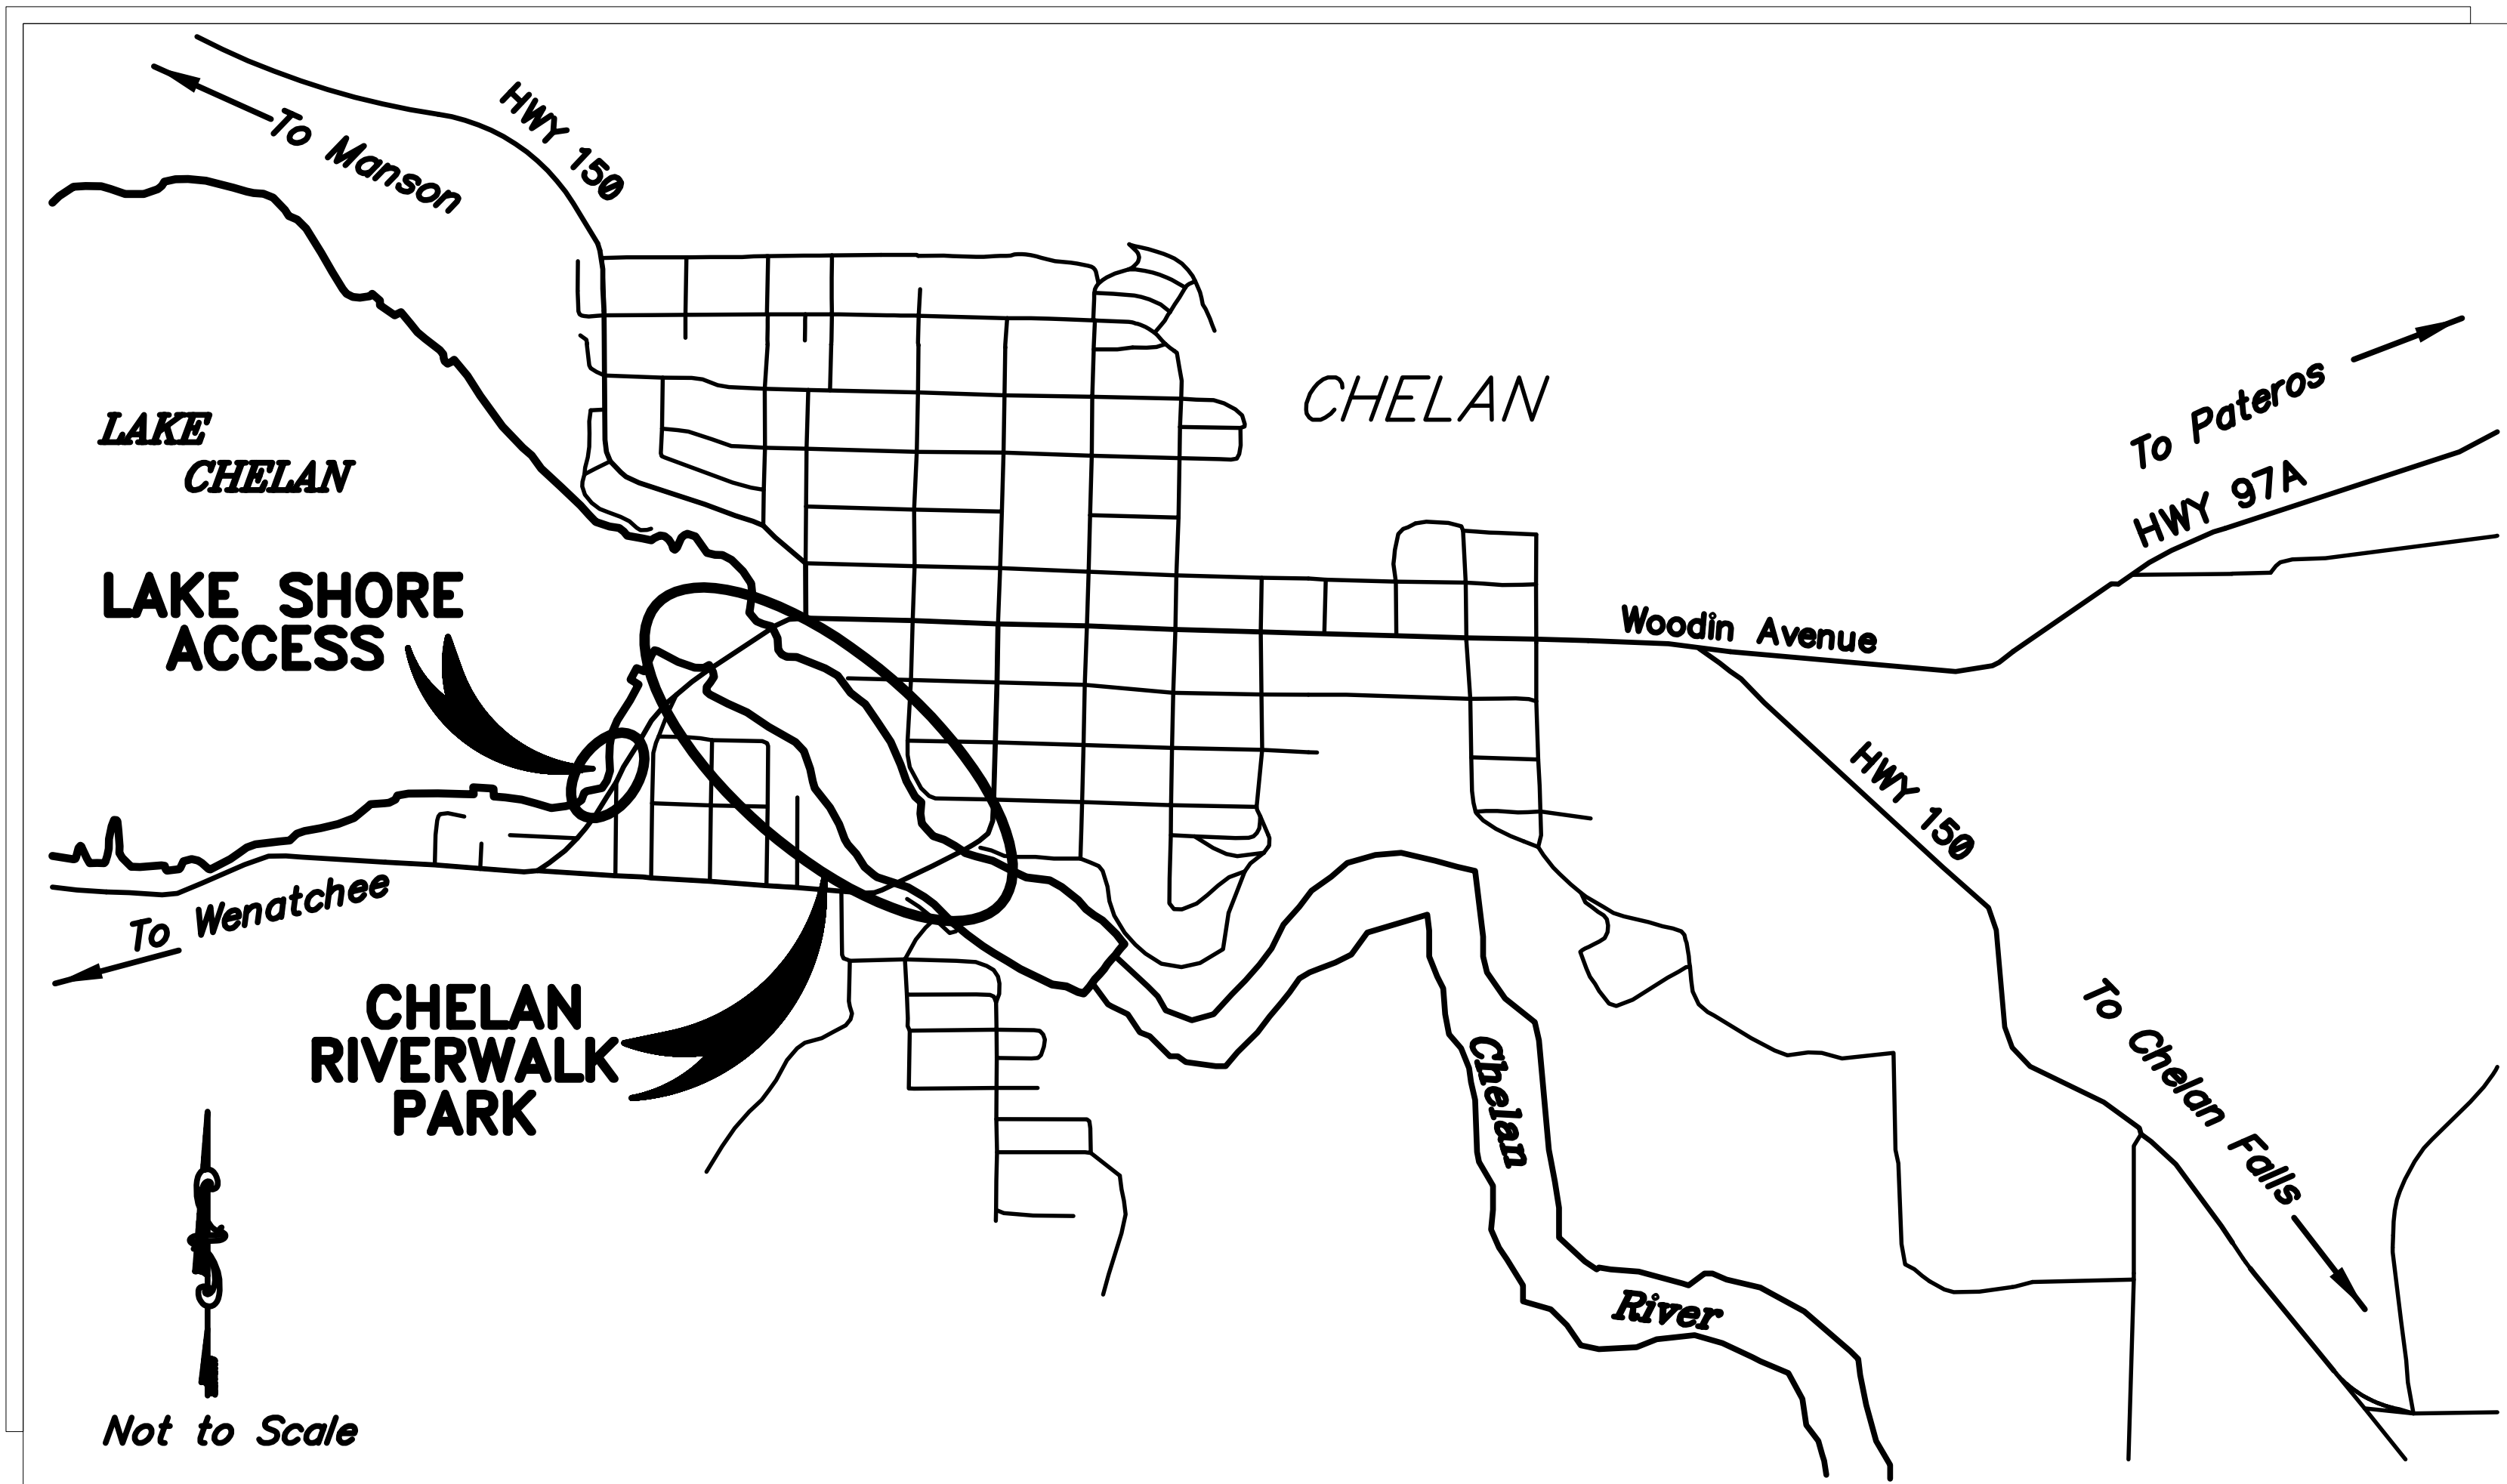 HWY 150
To Manson
CHELAN
To Pateros
HWY 97A
LAKE
CHELAN
LAKE SHORE
ACCESS
Woodin Avenue
HWY 150
To Wenatchee
CHELAN
RIVERWALK
PARK
Chelan
River
To Chelan Falls
Not to Scale